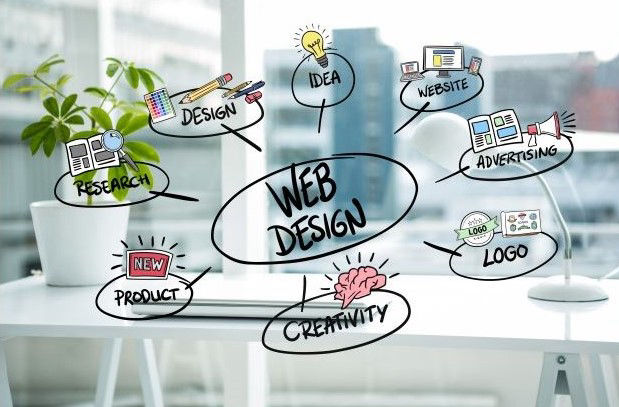 IDEA
WEBSITE
DESIGN
ADVERTISING
RESEARCH
WEB
DESIGN
LOGO
LOGO
NEW
PRODUCT
CREATIVITY